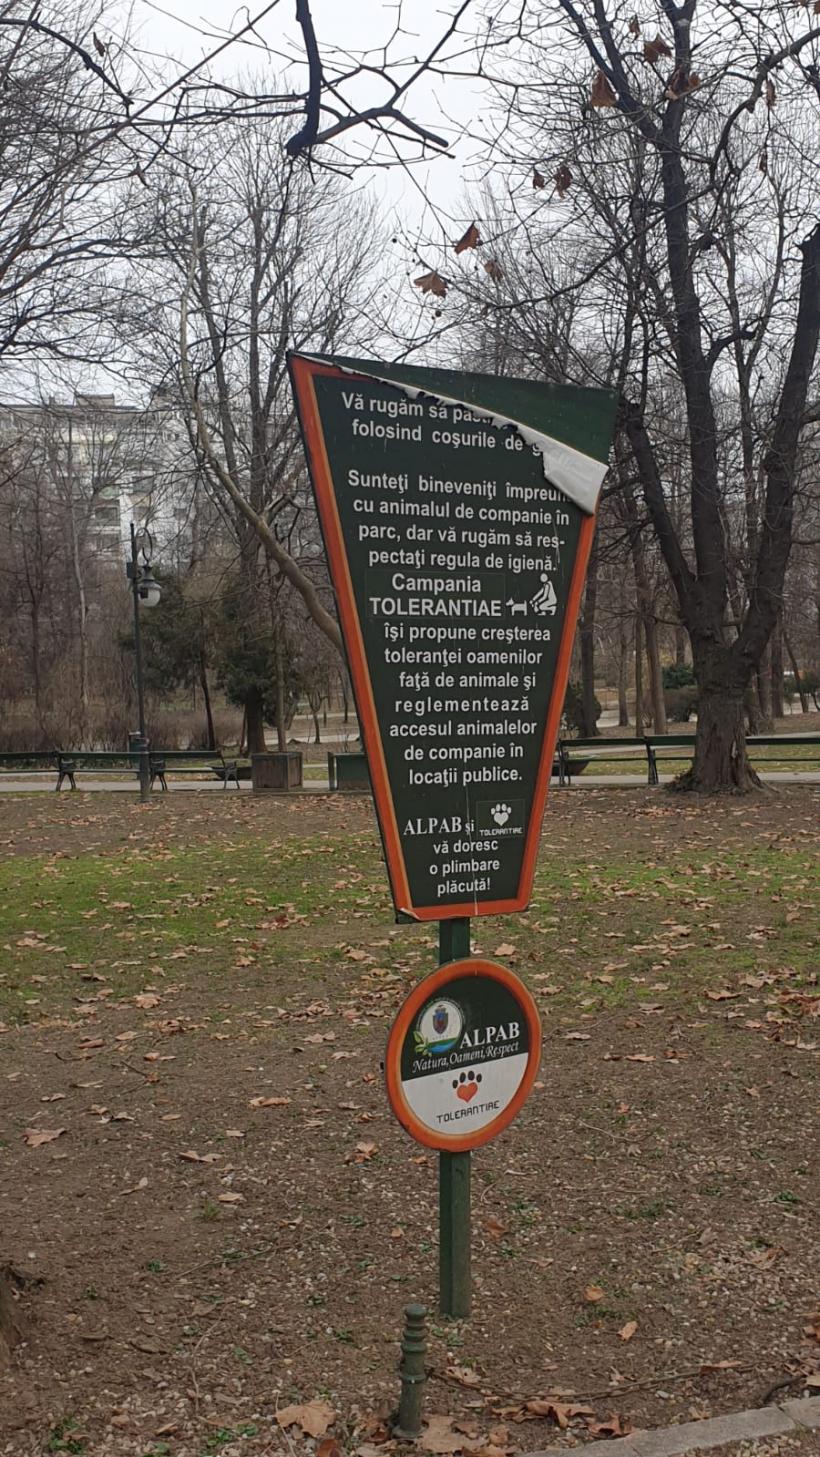 Vă rugăm să
folosind coşurile de
Sunteţi bineveniţi
cu animalul de companie în
parc, dar vă rugăm să res-
pectaţi regula de igienă.
Campania
TOLERANTIAE
îşi propune creşterea
toleranţei oamenilor
faţă de animale şi
reglementează
accesul animalelor
de companie în
locaţii publice.
ALPAB şi TOLERANTIAE
vă doresc
o plimbare
plăcută!
ALPAB
Natura, Oameni, Respect
TOLERANTIAE